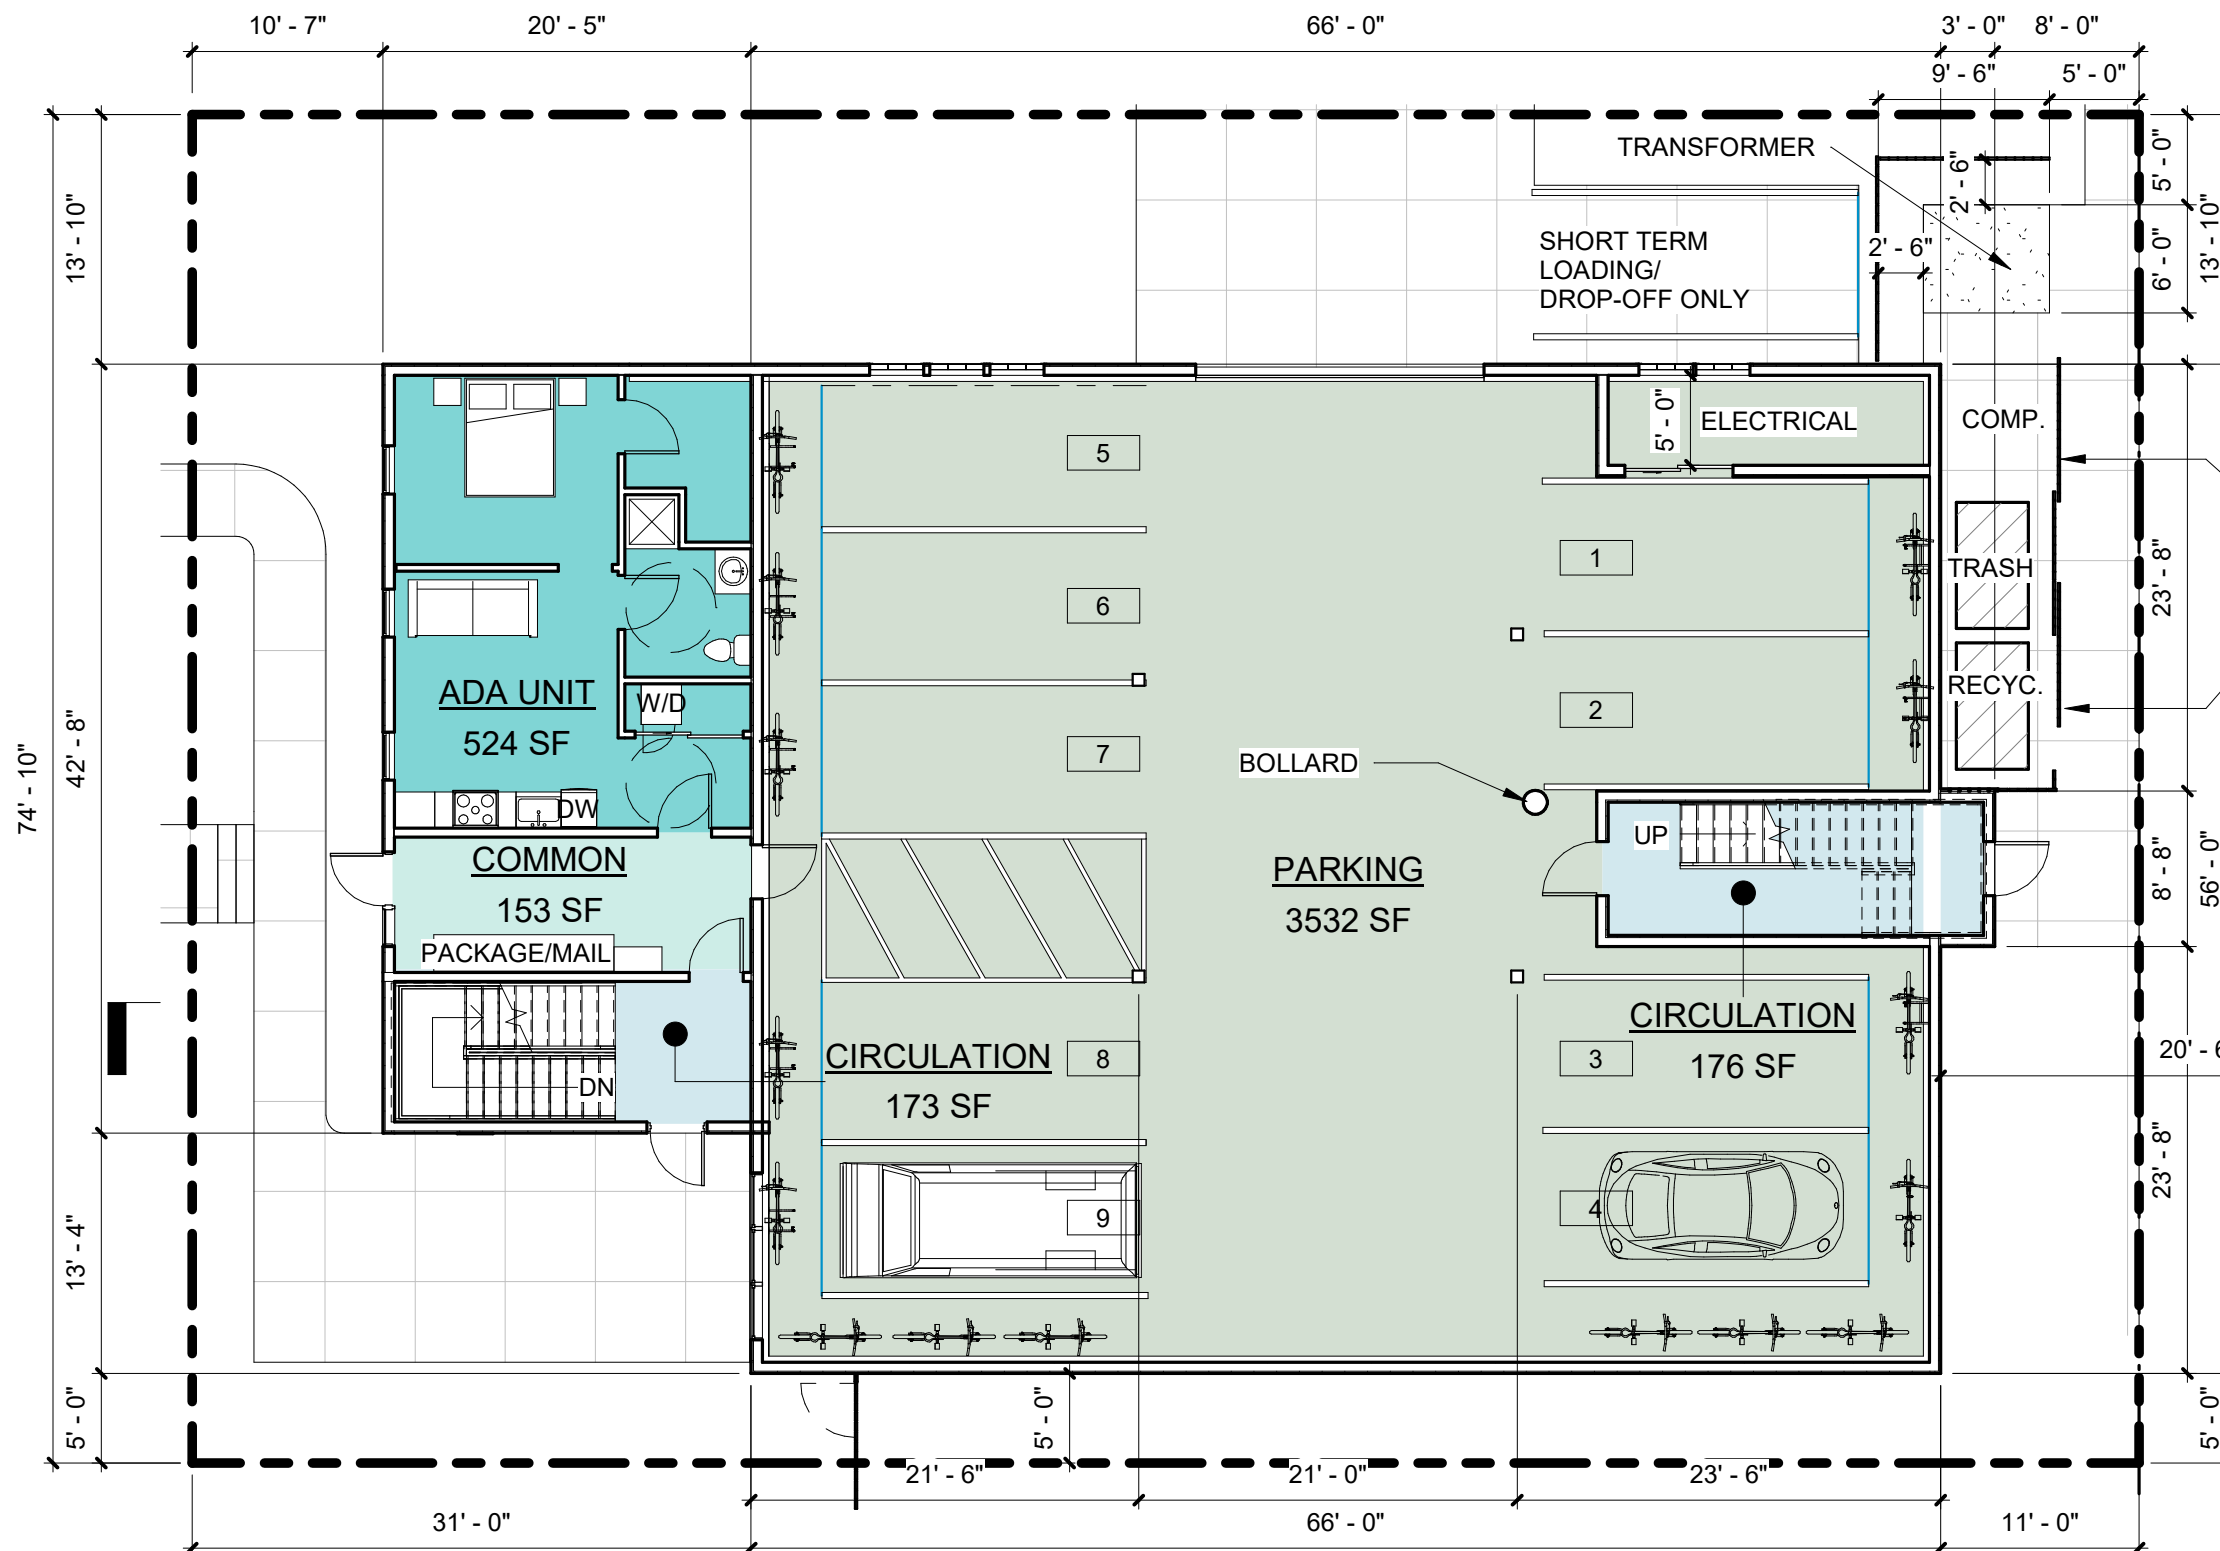 10' - 7"
20' - 5"
66' - 0"
3' - 0"
8' - 0"
9' - 6"
5' - 0"
TRANSFORMER
2' - 6"
5' - 0"
13' - 10"
SHORT TERM
LOADING/
DROP-OFF ONLY
2' - 6"
6' - 0"
13' - 10"
5' - 0"
ELECTRICAL
COMP.
5
1
TRASH
23' - 8"
6
ADA UNIT
524 SF
W/D
RECYC.
2
7
BOLLARD
74' - 10"
42' - 8"
DW
UP
COMMON
153 SF
PACKAGE/MAIL
PARKING
3532 SF
8' - 8"
56' - 0"
CIRCULATION
176 SF
CIRCULATION
173 SF
DN
8
3
20' - 6
9
4
23' - 8"
13' - 4"
5' - 0"
5' - 0"
5' - 0"
21' - 6"
21' - 0"
23' - 6"
31' - 0"
66' - 0"
11' - 0"